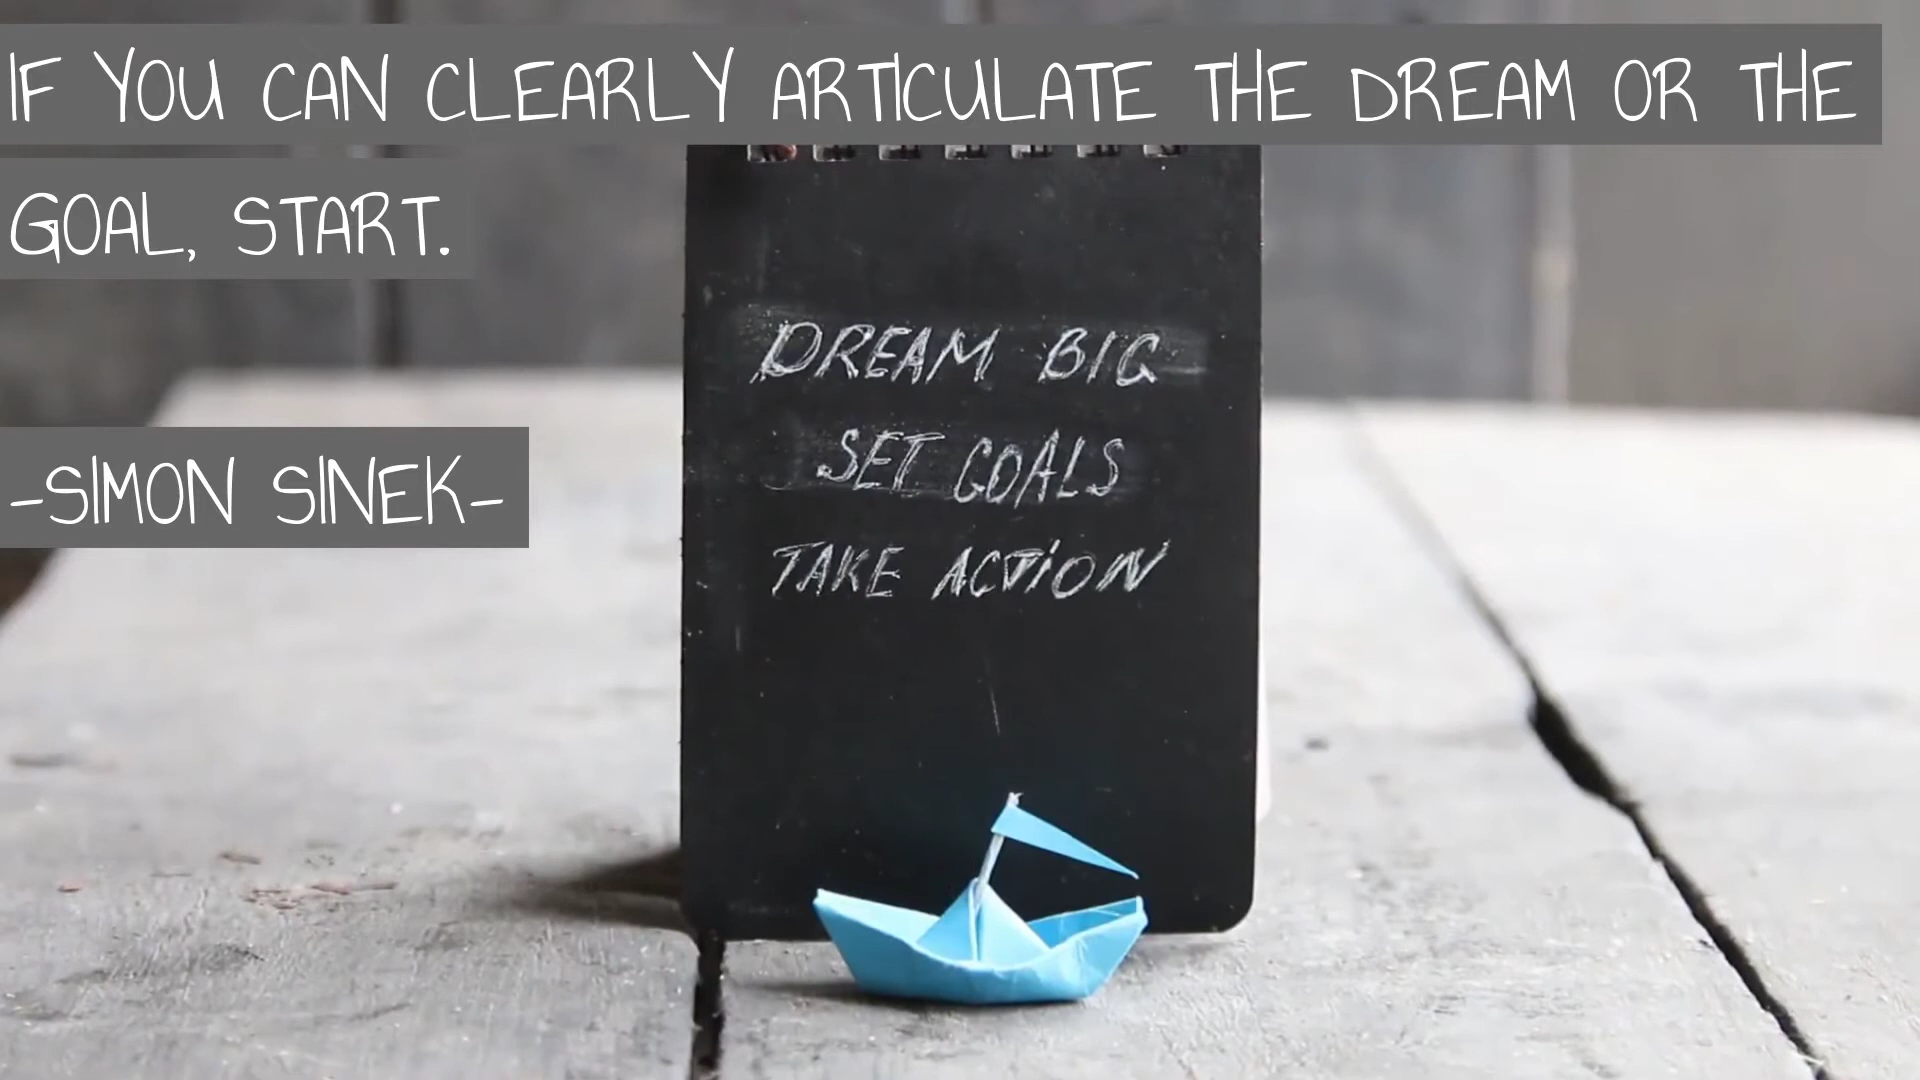 IF YOU CAN CLEARLY ARTICULATE THE DREAM OR THE
GOAL, START.
-SIMON SINEK-
DREAM BIG
SET GOALS
TAKE ACTION